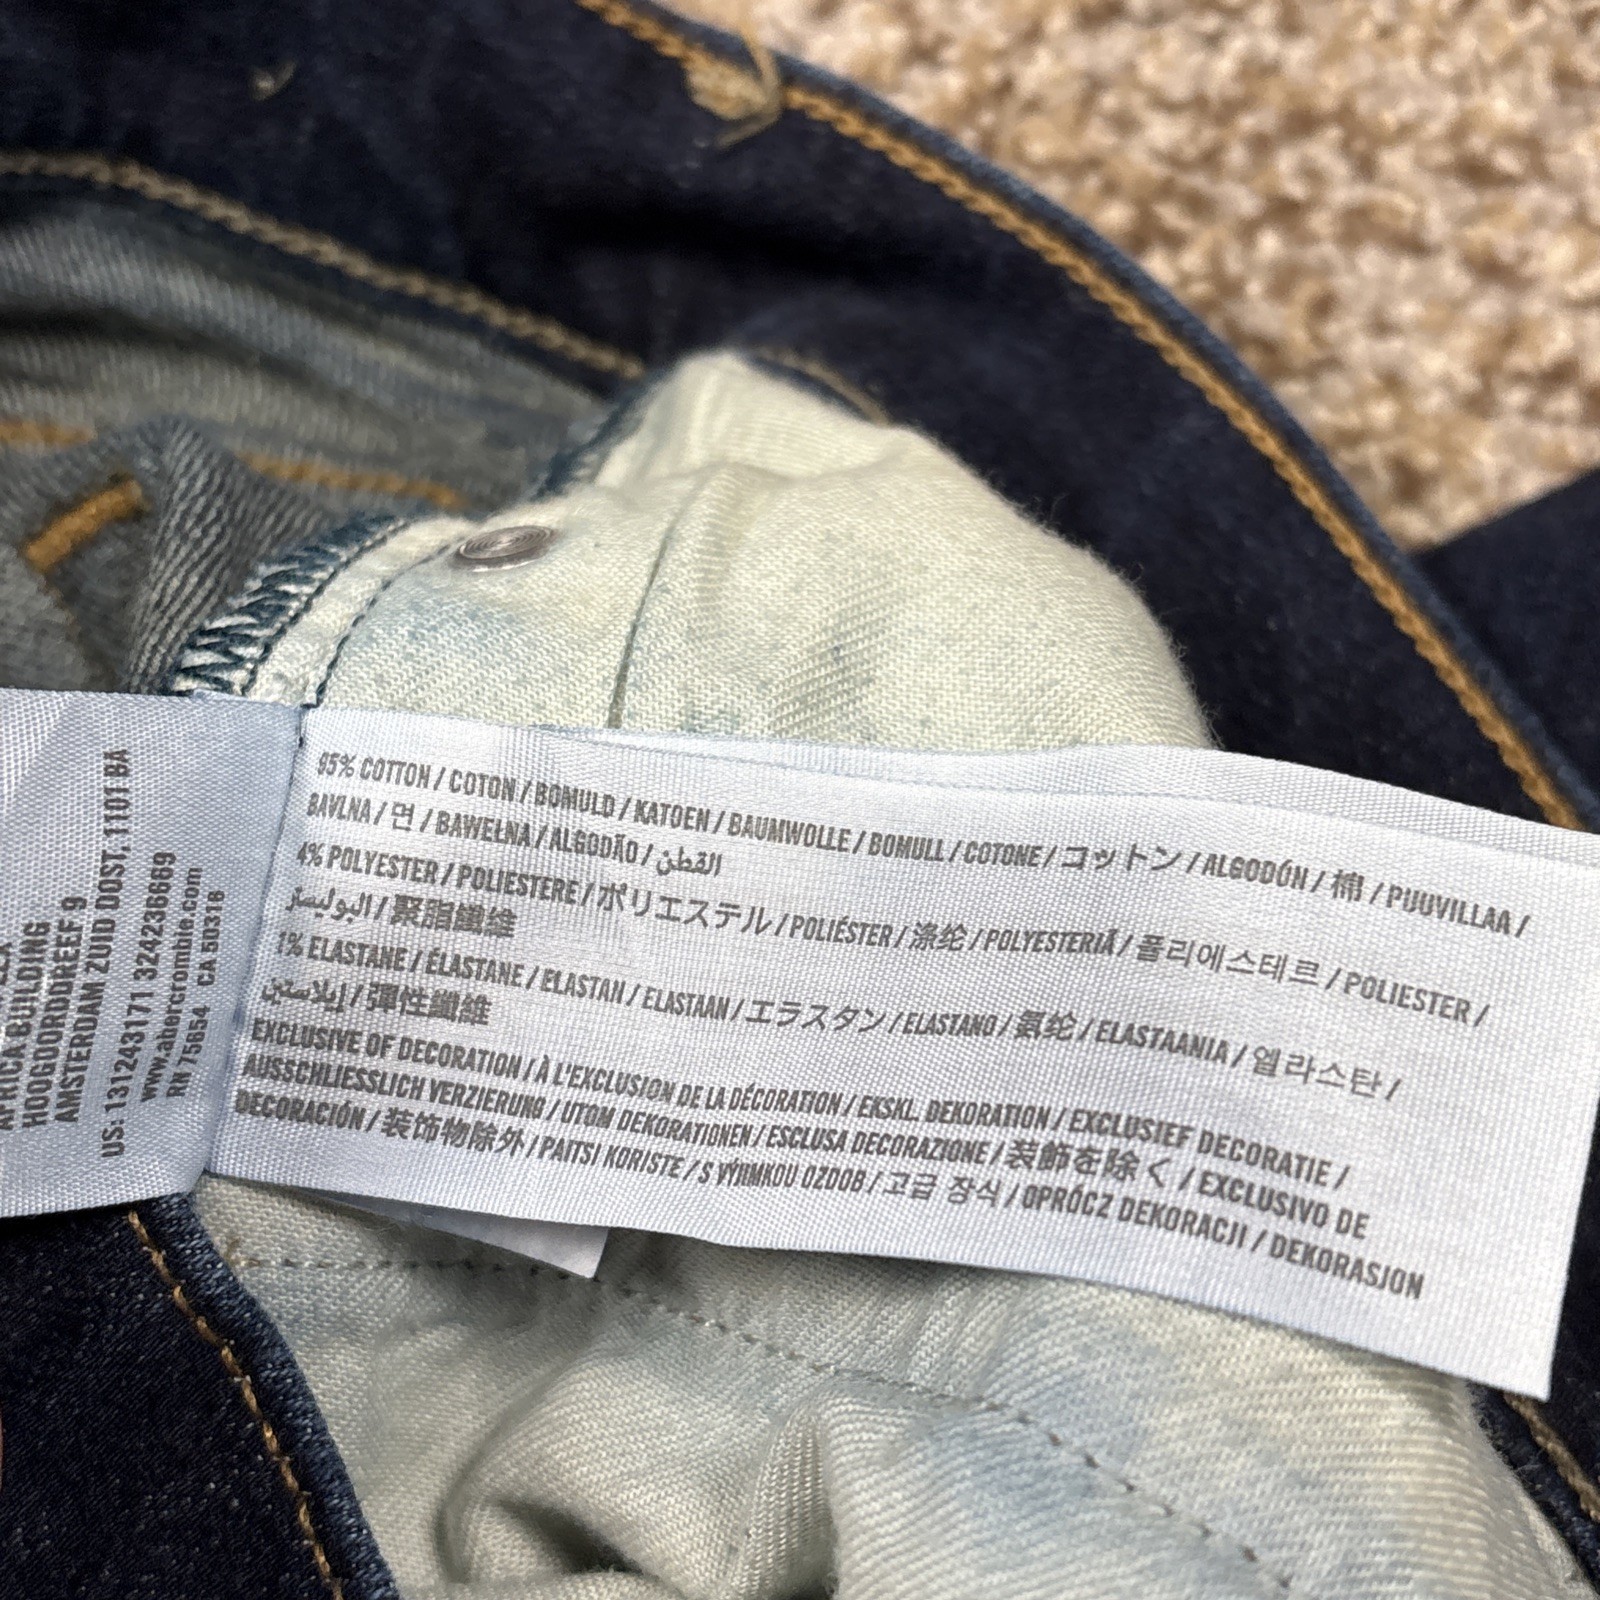 95% COTTON / COTON / BOMULD / KATOEN / BAUMWOLLE / BOMULL / COTONE / コットン / ALGODÓN / 棉 / PUUVILLAA /
BAVLNA / 면 / BAWEŁNA / ALGODÃO / القطن
4% POLYESTER / POLIESTERE / ポリエステル / POLIÉSTER / 涤纶 / POLYESTERIÄ / 폴리에스테르 / POLIESTER /
البوليستر / 聚脂纖維
1% ELASTANE / ÉLASTANE / ELASTAN / ELASTAAN / エラスタン / ELASTANO / 氨纶 / ELASTAANIA / 엘라스탄 /
إيلاستين / 彈性纖維
EXCLUSIVE OF DECORATION / À L'EXCLUSION DE LA DÉCORATION / EKSKL. DEKORATION / EXCLUSIEF DECORATIE /
AUSSCHLIESSLICH VERZIERUNG / UTOM DEKORATIONEN / ESCLUSA DECORAZIONE / 装飾を除く / EXCLUSIVO DE
DECORACIÓN / 装饰物除外 / PAITSI KORISTE / S VÝJIMKOU OZDOB / 고급 장식 / OPRÓCZ DEKORACJI / DEKORASJON
AFRICA BUILDING
HOOGOORDDREEF 9
AMSTERDAM ZUID OOST, 1101 BA
US: 131243171 324236669
www.abercrombie.com
RN 75654 CA 50318